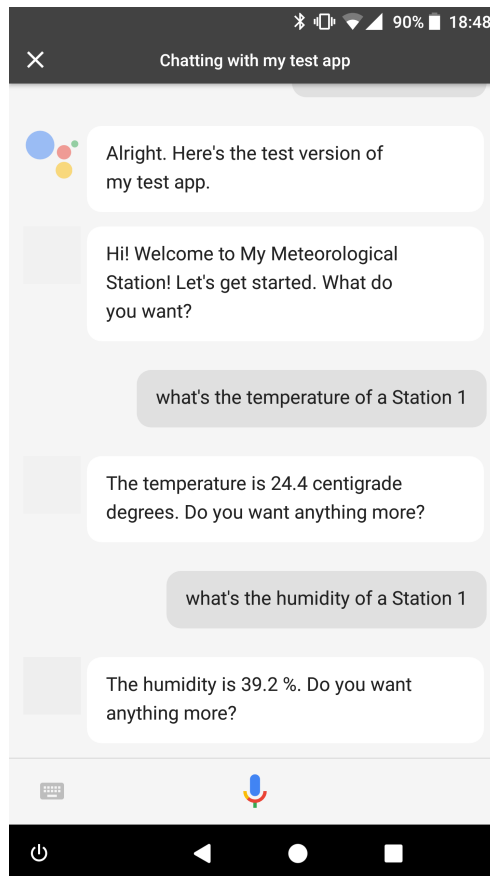 90% 18:48
Chatting with my test app
Alright. Here's the test version of
my test app.
Hi! Welcome to My Meteorological
Station! Let's get started. What do
you want?
what's the temperature of a Station 1
The temperature is 24.4 centigrade
degrees. Do you want anything more?
what's the humidity of a Station 1
The humidity is 39.2 %. Do you want
anything more?